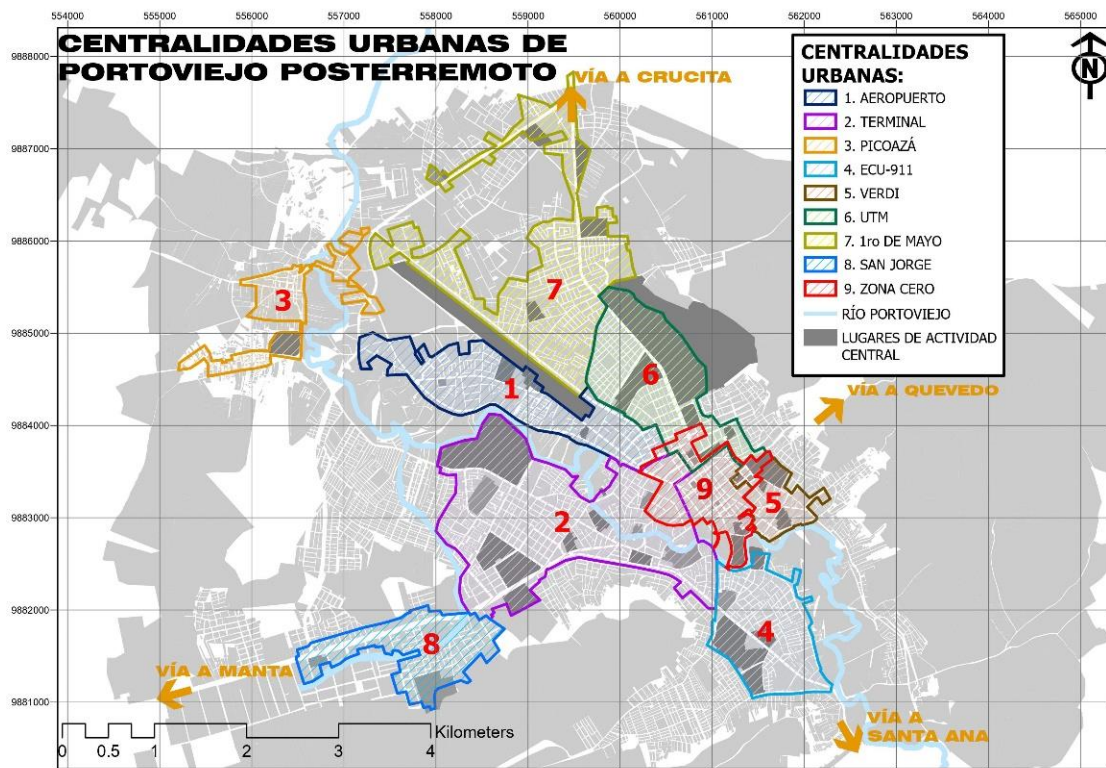 554000 555000 556000 557000 558000 559000 560000 561000 562000 563000 564000 565000
CENTRALIDADES URBANAS DE
PORTOVIEJO POSTERREMOTO
VÍA A CRUCITA
N
CENTRALIDADES
URBANAS:
1. AEROPUERTO
2. TERMINAL
3. PICOAZÁ
4. ECU-911
5. VERDI
6. UTM
7. 1ro DE MAYO
8. SAN JORGE
9. ZONA CERO
RÍO PORTOVIEJO
LUGARES DE ACTIVIDAD
CENTRAL
9888000
9887000
9886000
9885000
9884000
9883000
9882000
9881000
3
7
1
6
VÍA A QUEVEDO
9
5
2
4
8
VÍA A MANTA
VÍA A
SANTA ANA
Kilometers
0 0.5 1 2 3 4